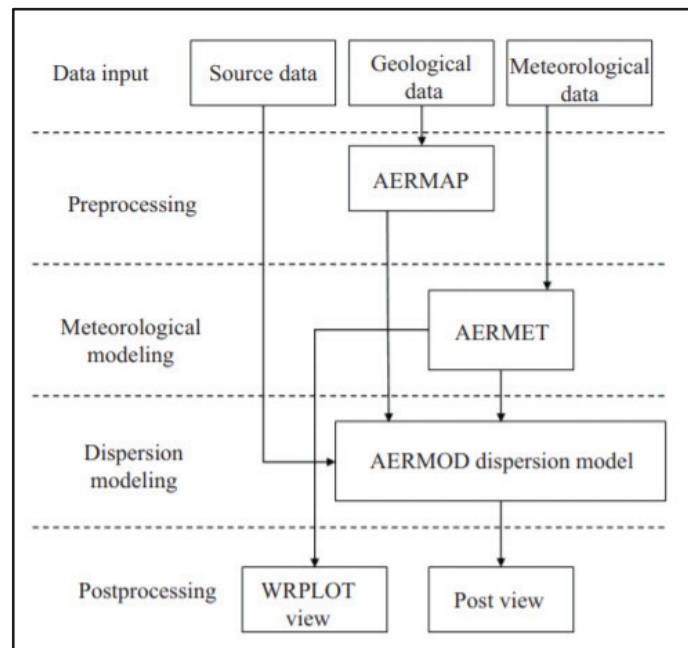 Data input
Source data
Geological
data
Meteorological
data
Preprocessing
AERMAP
Meteorological
modeling
AERMET
Dispersion
modeling
AERMOD dispersion model
Postprocessing
WRPLOT
view
Post view